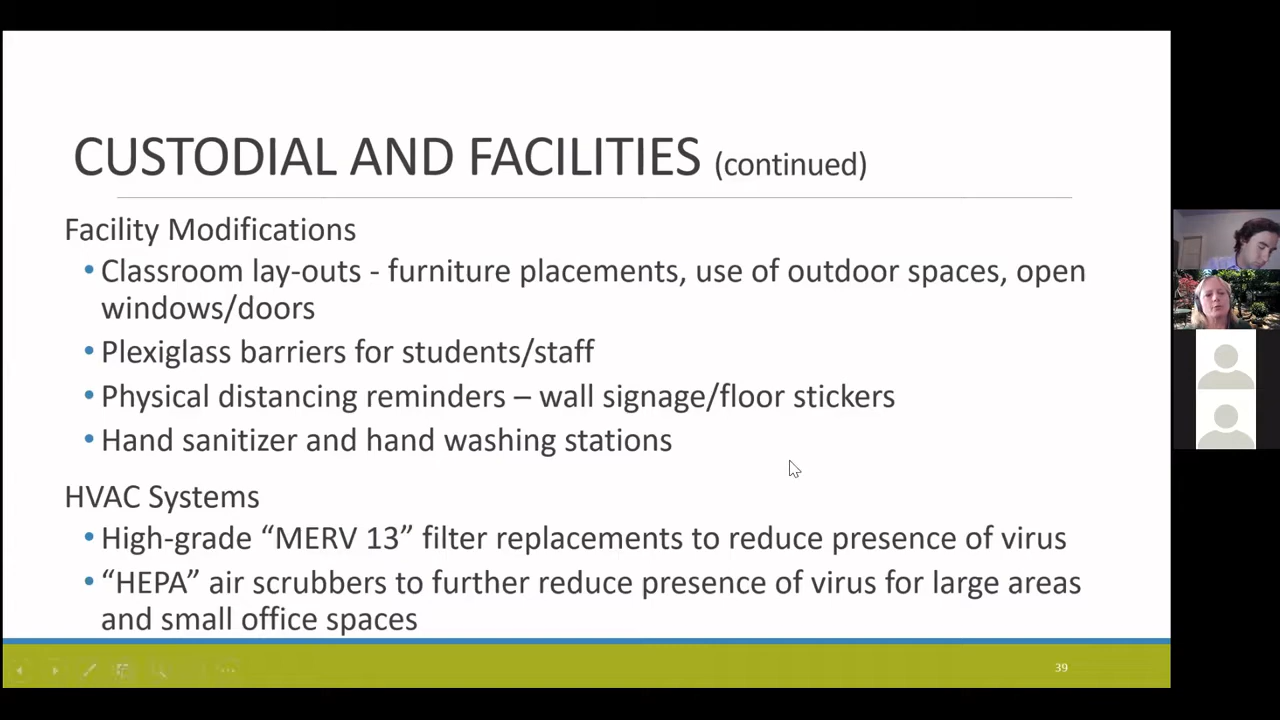 CUSTODIAL AND FACILITIES (continued)
Facility Modifications
•Classroom lay-outs - furniture placements, use of outdoor spaces, open
windows/doors
•Plexiglass barriers for students/staff
•Physical distancing reminders – wall signage/floor stickers
•Hand sanitizer and hand washing stations
HVAC Systems
•High-grade “MERV 13” filter replacements to reduce presence of virus
•“HEPA” air scrubbers to further reduce presence of virus for large areas
and small office spaces
39